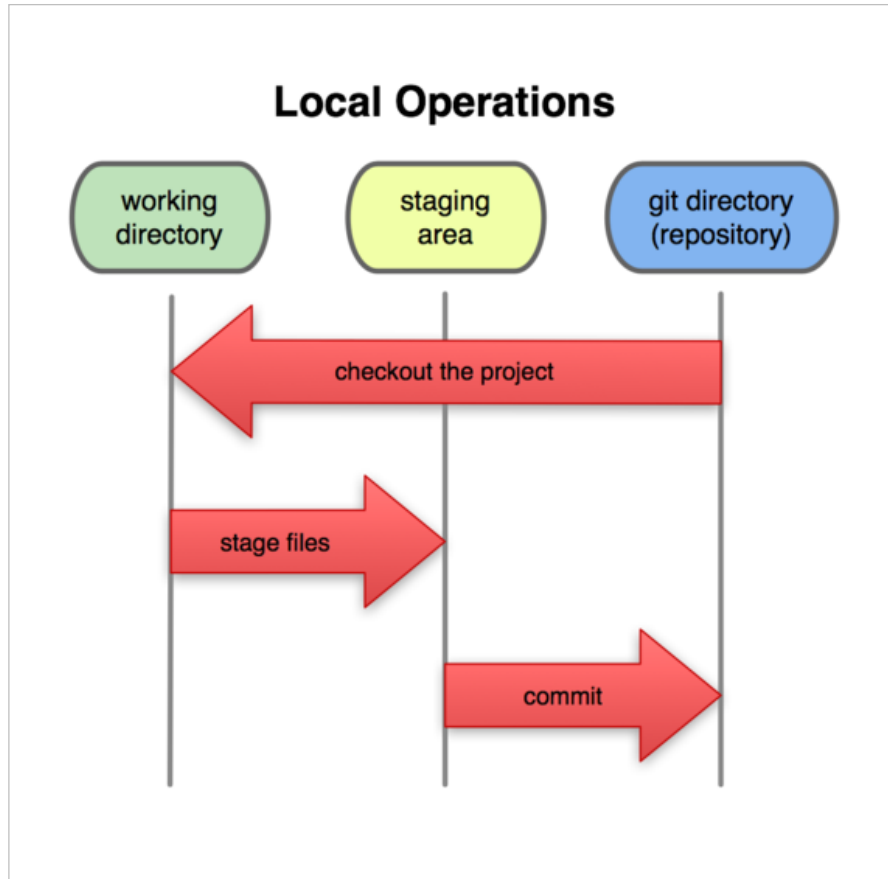 Local Operations
working
directory
staging
area
git directory
(repository)
checkout the project
stage files
commit